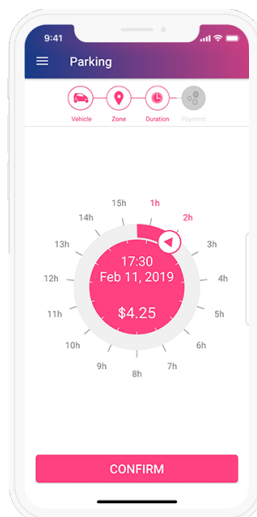 9:41
Parking
Vehicle
Zone
Duration
Payment
15h
1h
14h
2h
13h
3h
12h
4h
11h
5h
10h
6h
9h
7h
8h
17:30
Feb 11, 2019
$4.25
CONFIRM